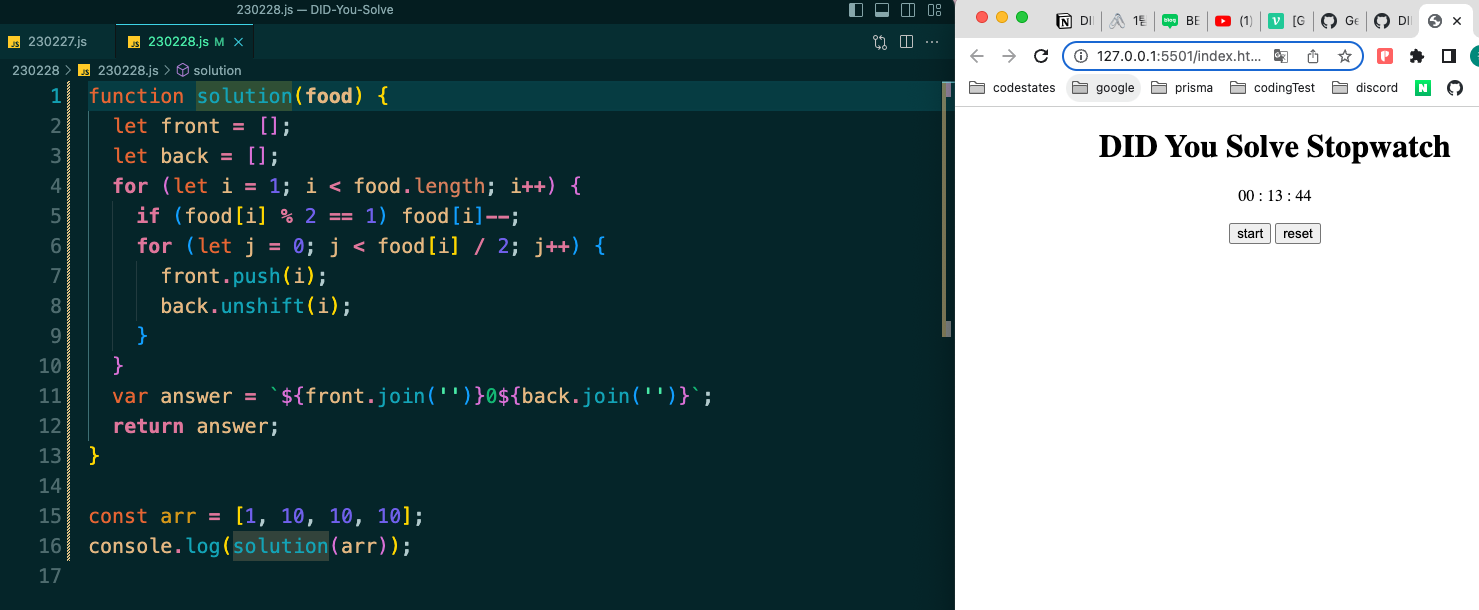 230228.js — DID-You-Solve
JS 230227.js JS 230228.js M ×
230228 > JS 230228.js > solution
1 function solution(food) {
2 let front = [];
3 let back = [];
4 for (let i = 1; i < food.length; i++) {
5 if (food[i] % 2 == 1) food[i]--;
6 for (let j = 0; j < food[i] / 2; j++) {
7 front.push(i);
8 back.unshift(i);
9 }
10 }
11 var answer = `${front.join('')}0${back.join('')}`;
12 return answer;
13 }
14
15 const arr = [1, 10, 10, 10];
16 console.log(solution(arr));
17
N blog BE (1) V [G Ge ×
127.0.0.1:5501/index.ht...
codestates google prisma codingTest discord N
DID You Solve Stopwatch
00 : 13 : 44
start reset